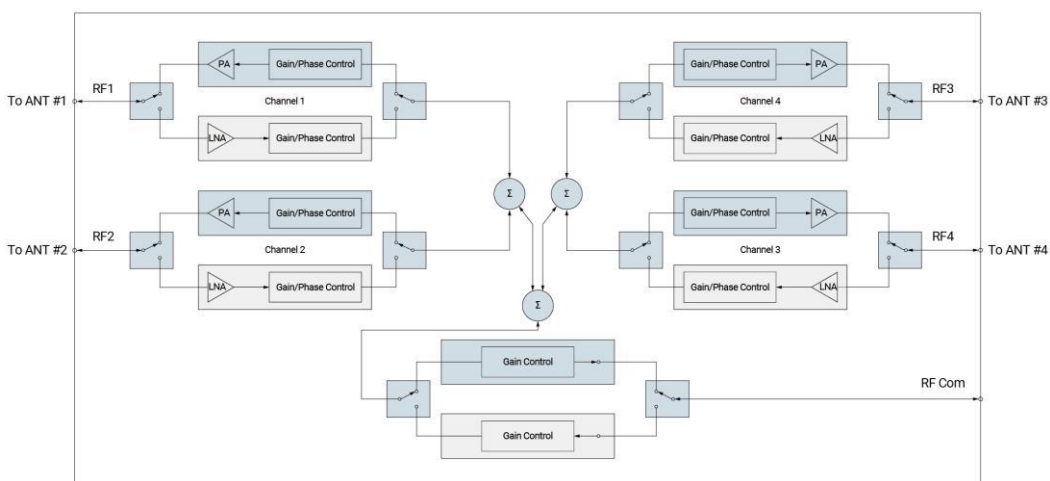 PA
Gain/Phase Control
Gain/Phase Control
PA
RF1
RF3
To ANT #1
Channel 1
Channel 4
To ANT #3
LNA
Gain/Phase Control
Gain/Phase Control
LNA
Σ
Σ
PA
Gain/Phase Control
Gain/Phase Control
PA
RF2
RF4
To ANT #2
Channel 2
Channel 3
To ANT #4
LNA
Gain/Phase Control
Gain/Phase Control
LNA
Σ
Gain Control
RF Com
Gain Control